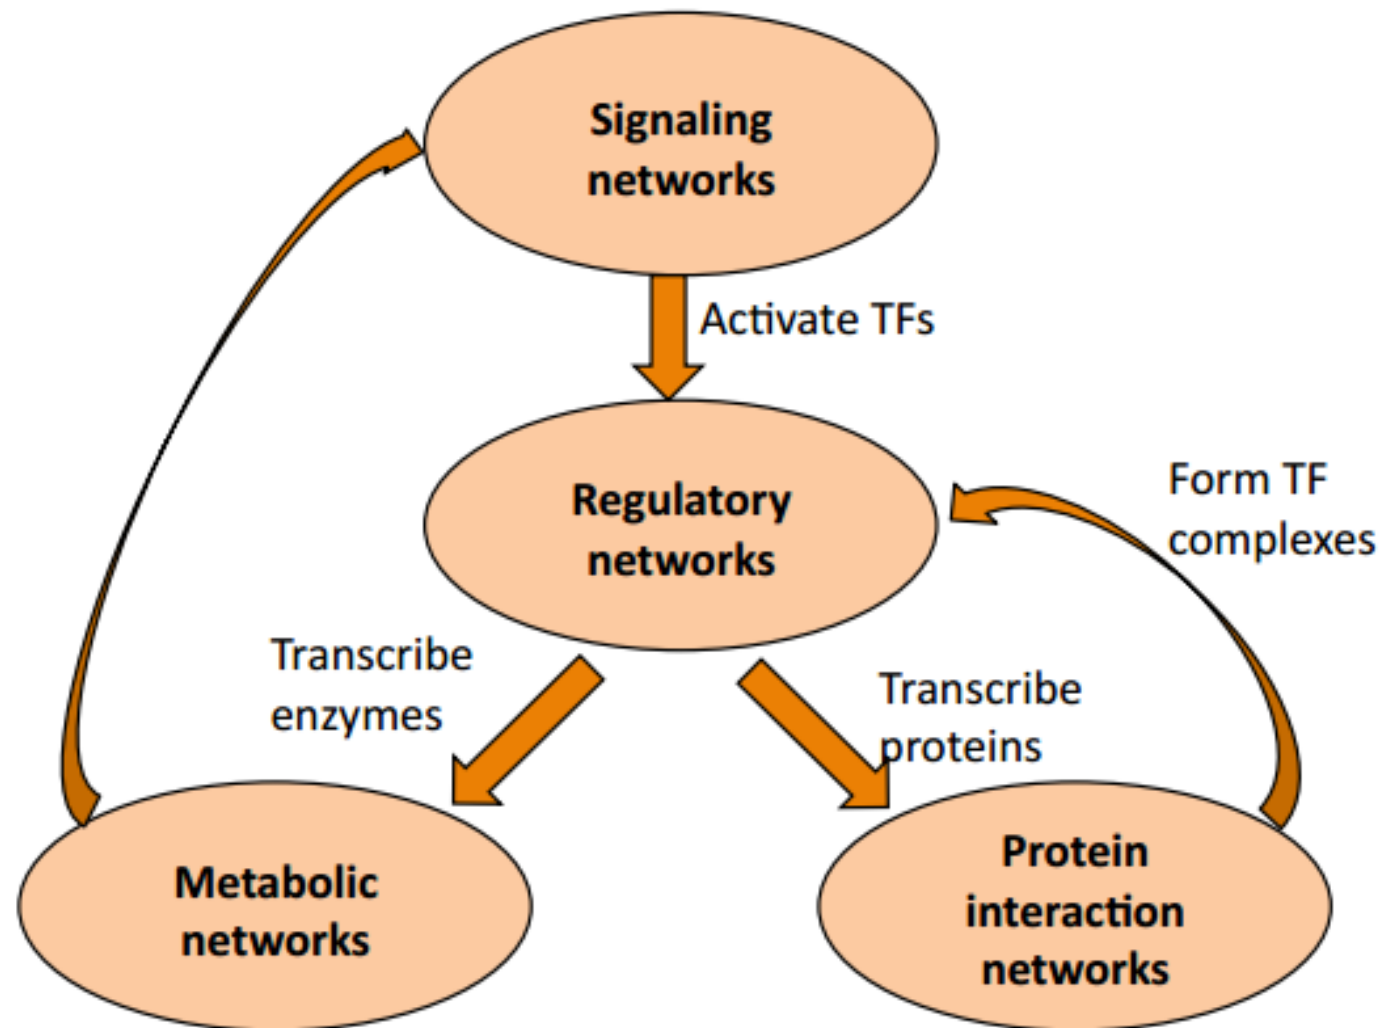 Signaling
networks
Activate TFs
Regulatory
networks
Form TF
complexes
Transcribe
enzymes
Transcribe
proteins
Metabolic
networks
Protein
interaction
networks